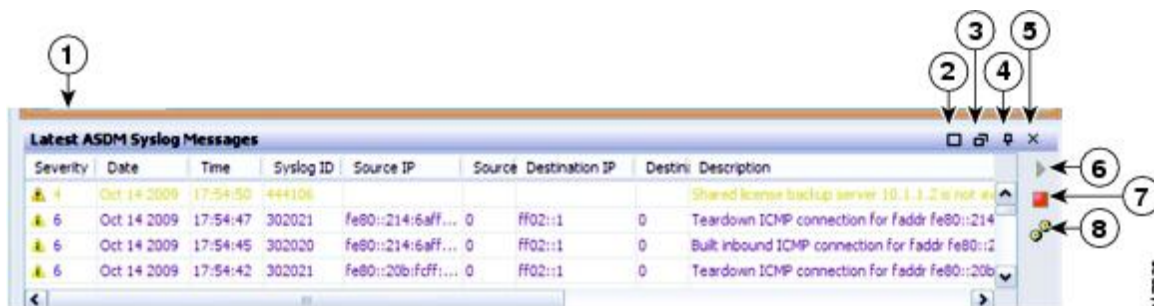 3 5
1 2 4
Latest ASDM Syslog Messages
Severity Date Time Syslog ID Source IP Source Destination IP Destin: Description
4 Oct 14 2009 17:54:50 444106 Shared license backup server 10.1.1.2 is not av
6 Oct 14 2009 17:54:47 302021 fe80::214:6aff... 0 ff02::1 0 Teardown ICMP connection for faddr fe80::214
6 Oct 14 2009 17:54:45 302020 fe80::214:6aff... 0 ff02::1 0 Built inbound ICMP connection for faddr fe80::2
6 Oct 14 2009 17:54:42 302021 fe80::20b:fcff:... 0 ff02::1 0 Teardown ICMP connection for faddr fe80::20b
6
7
8